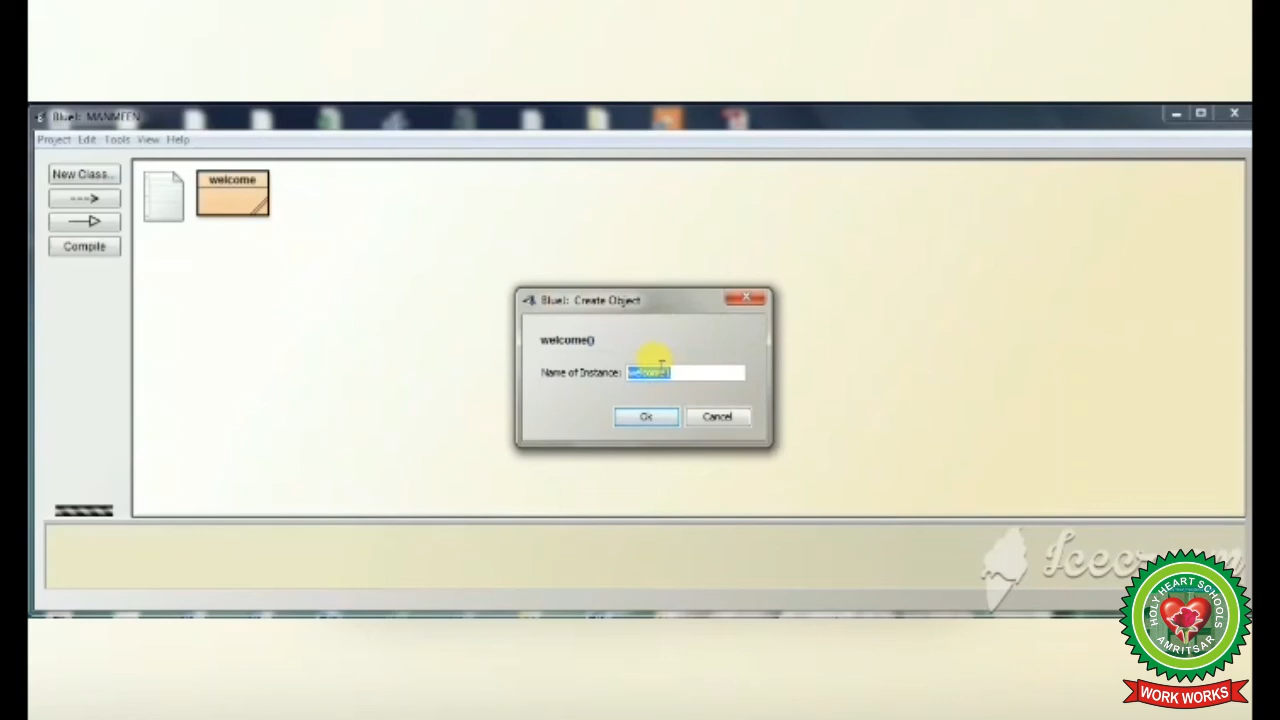 BlueJ: MANMEEN
Project Edit Tools View Help
New Class...
welcome
Compile
BlueJ: Create Object
welcome()
Name of Instance: welcome1
Ok Cancel
HOLY HEART SCHOOLS
AMRITSAR
WORK WORKS